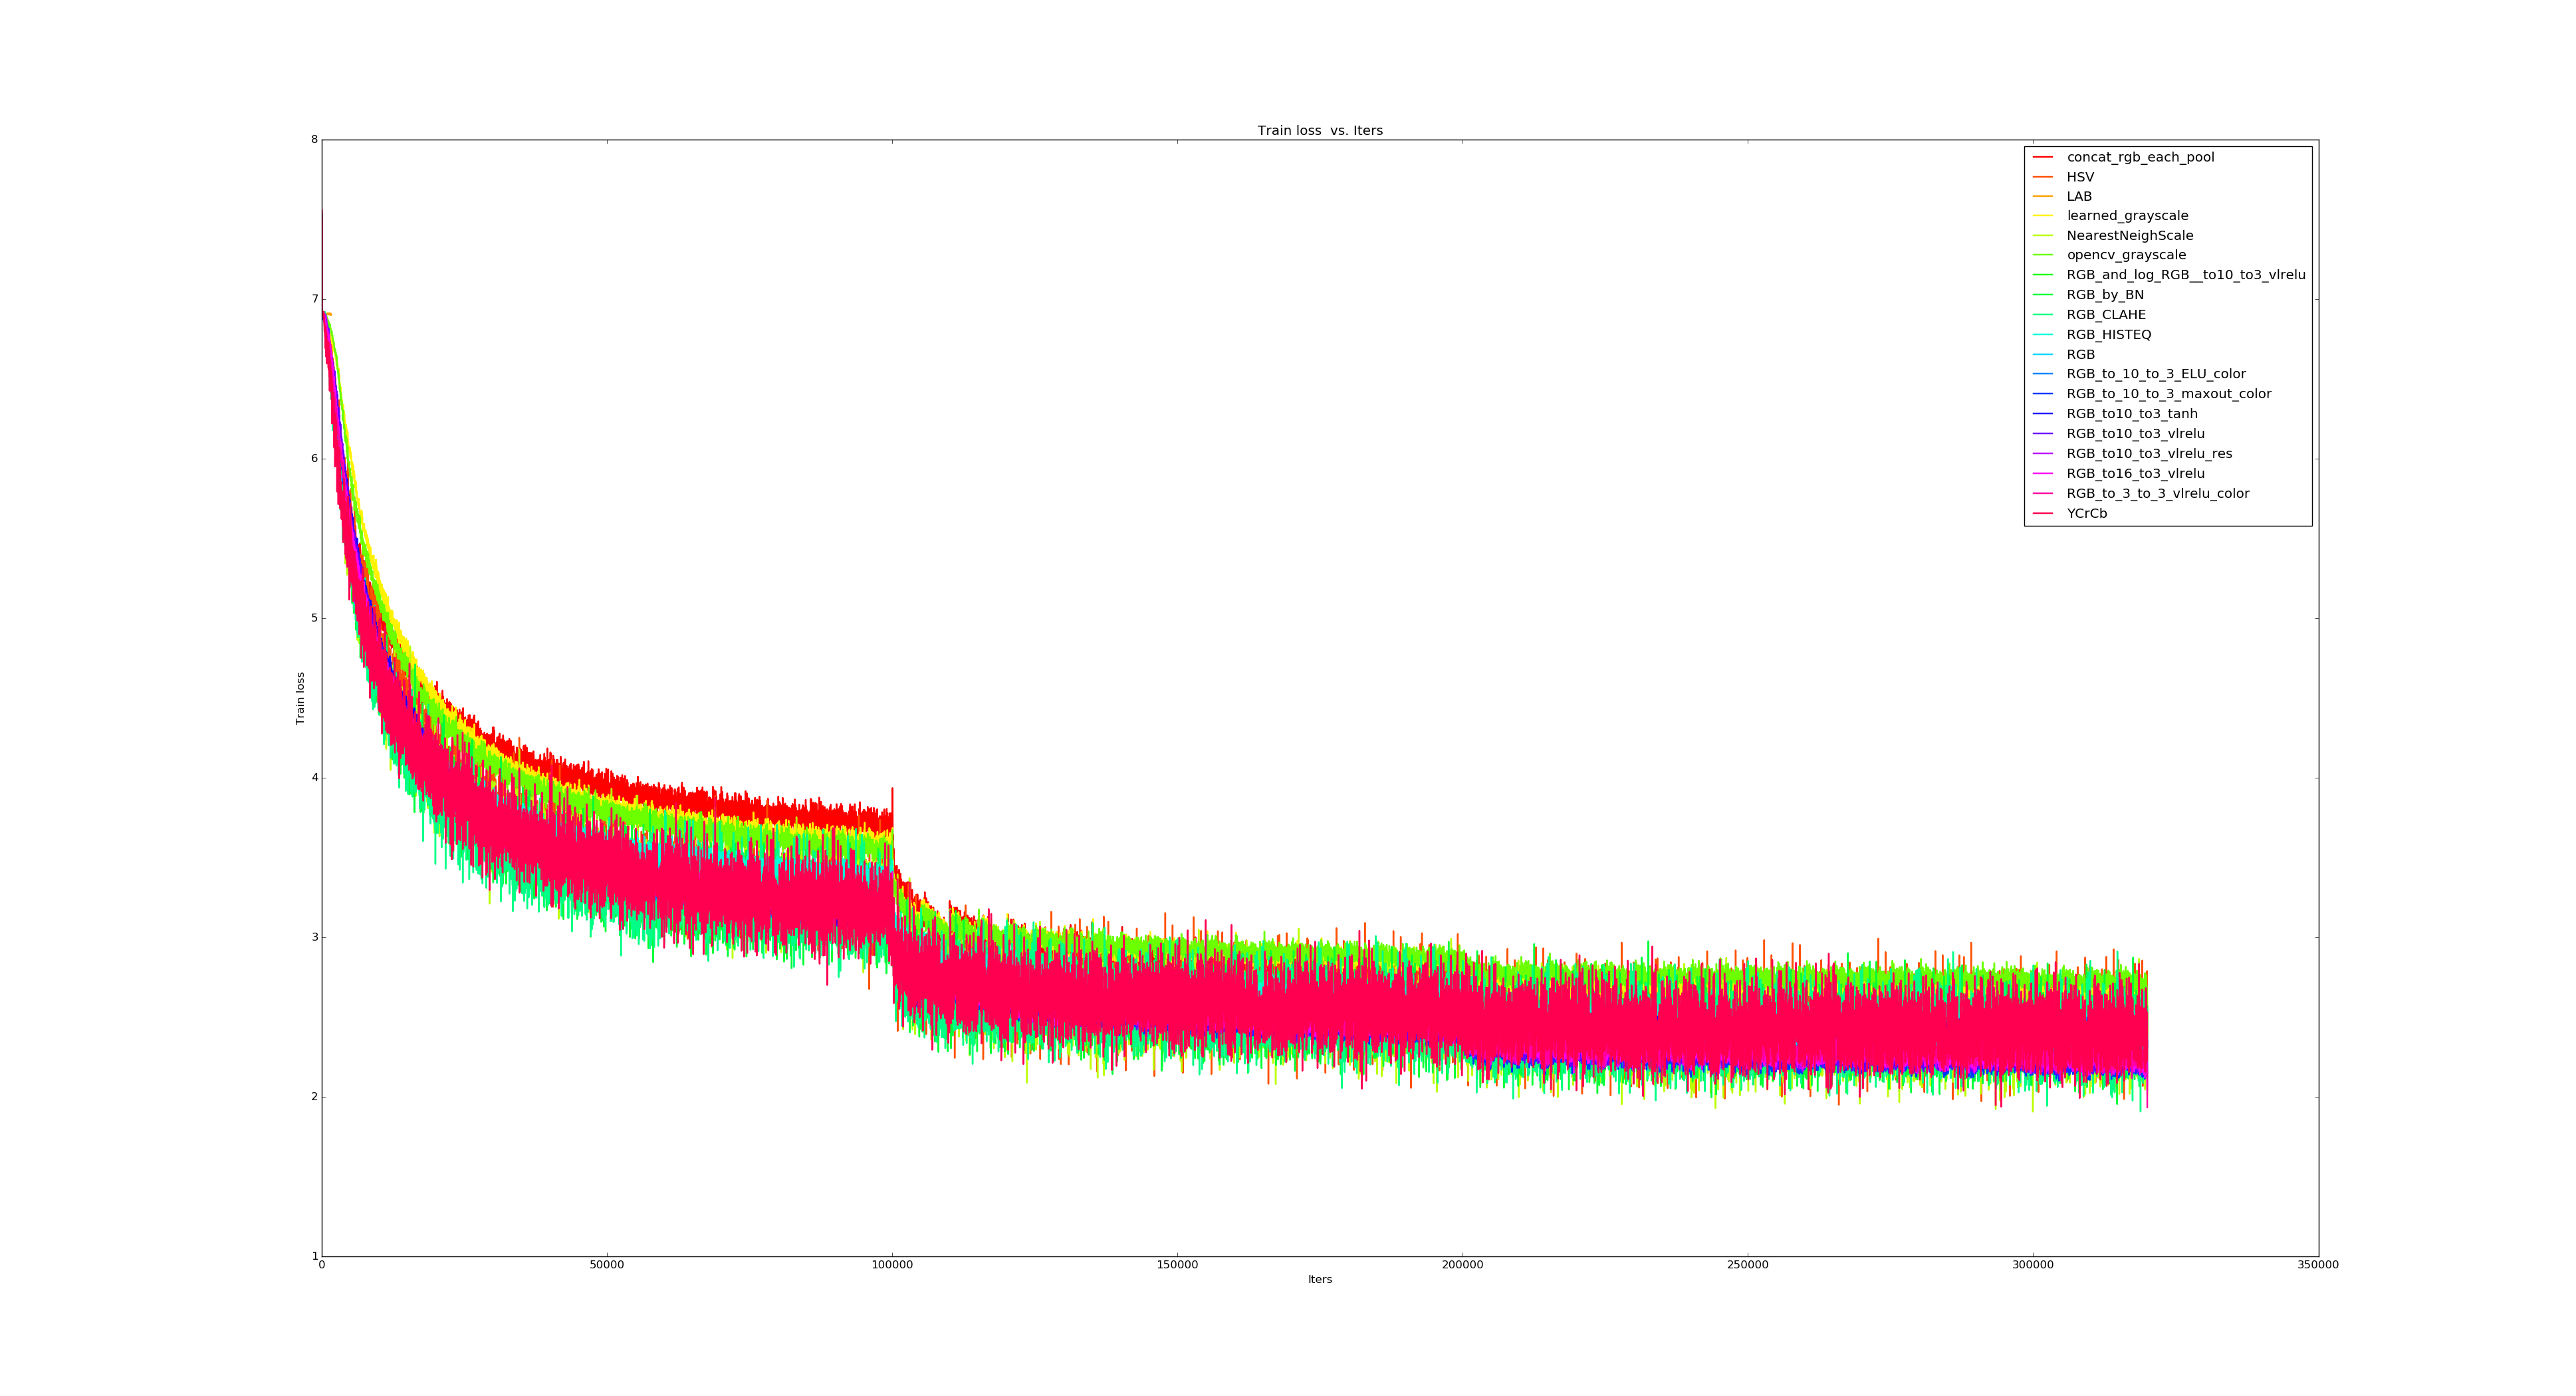 Train loss  vs. Iters
8
7
6
5
4
3
2
1
Train loss
0
50000
100000
150000
200000
250000
300000
350000
Iters
concat_rgb_each_pool
HSV
LAB
learned_grayscale
NearestNeighScale
opencv_grayscale
RGB_and_log_RGB__to10_to3_vlrelu
RGB_by_BN
RGB_CLAHE
RGB_HISTEQ
RGB
RGB_to_10_to_3_ELU_color
RGB_to_10_to_3_maxout_color
RGB_to10_to3_tanh
RGB_to10_to3_vlrelu
RGB_to10_to3_vlrelu_res
RGB_to16_to3_vlrelu
RGB_to_3_to_3_vlrelu_color
YCrCb